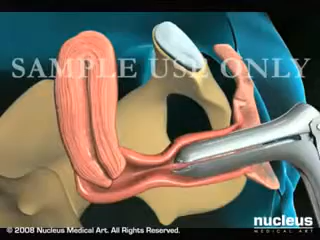 SAMPLE USE ONLY
© 2008 Nucleus Medical Art. All Rights Reserved.
nucleus
MEDICAL ART